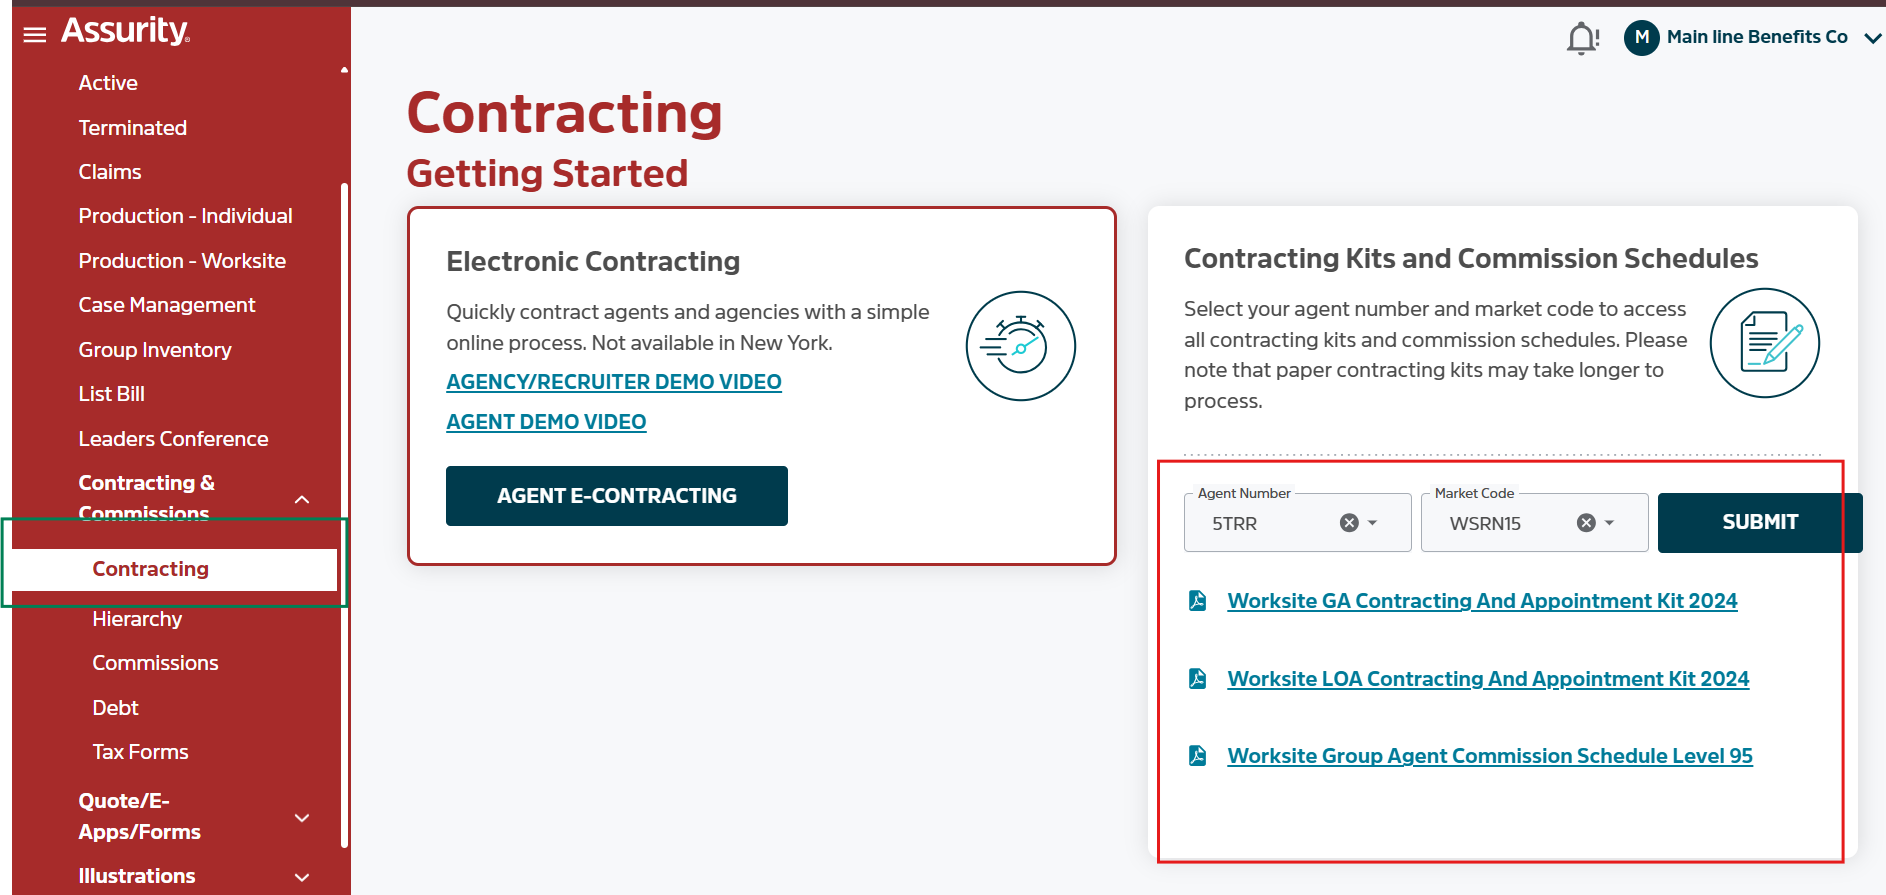 Assurity®
Active
Terminated
Claims
Production - Individual
Production - Worksite
Case Management
Group Inventory
List Bill
Leaders Conference
Contracting &
Commissions
Contracting
Hierarchy
Commissions
Debt
Tax Forms
Quote/E-
Apps/Forms
Illustrations
M Main line Benefits Co
Contracting
Getting Started
Electronic Contracting
Quickly contract agents and agencies with a simple
online process. Not available in New York.
AGENCY/RECRUITER DEMO VIDEO
AGENT DEMO VIDEO
AGENT E-CONTRACTING
Contracting Kits and Commission Schedules
Select your agent number and market code to access
all contracting kits and commission schedules. Please
note that paper contracting kits may take longer to
process.
Agent Number
5TRR
Market Code
WSRN15
SUBMIT
Worksite GA Contracting And Appointment Kit 2024
Worksite LOA Contracting And Appointment Kit 2024
Worksite Group Agent Commission Schedule Level 95